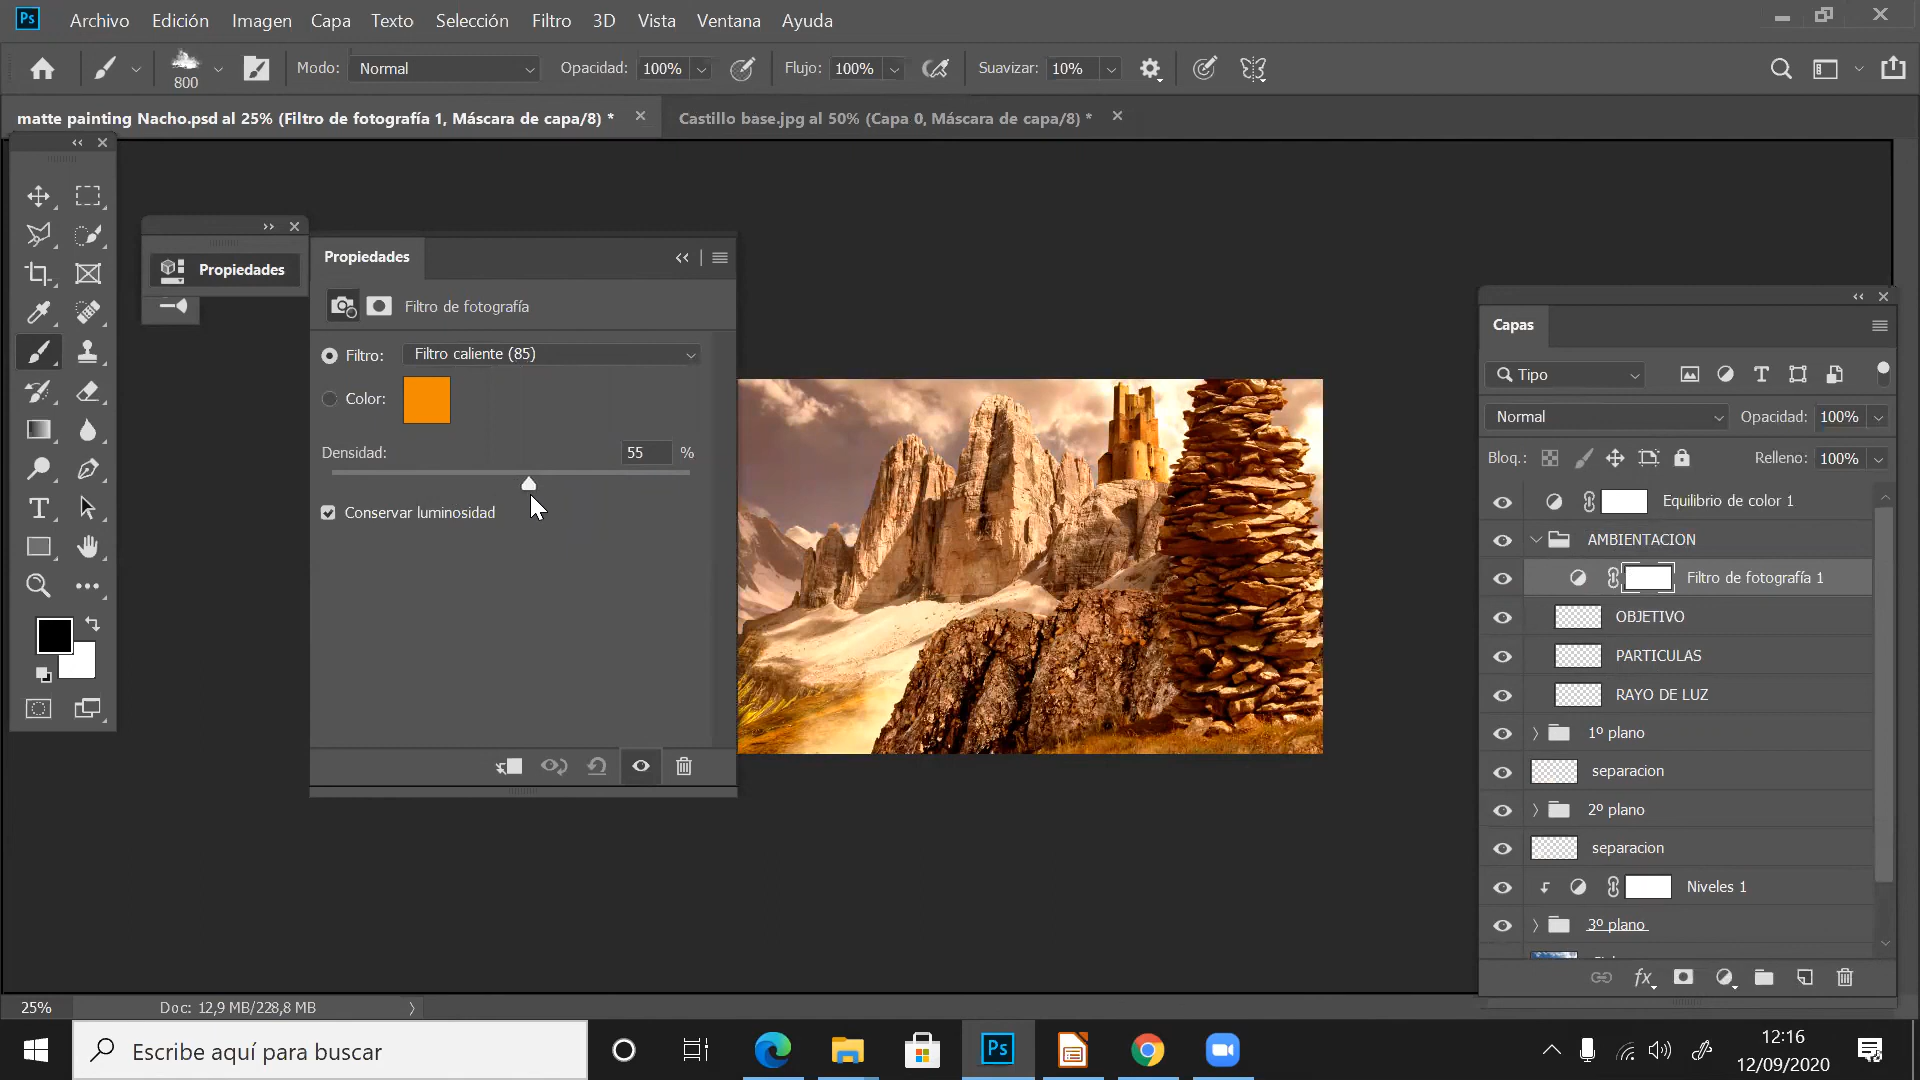 Ps Archivo Edición Imagen Capa Texto Selección Filtro 3D Vista Ventana Ayuda
800 Modo: Normal Opacidad: 100% Flujo: 100% Suavizar: 10%
matte painting Nacho.psd al 25% (Filtro de fotografía 1, Máscara de capa/8) *
Castillo base.jpg al 50% (Capa 0, Máscara de capa/8) *
Propiedades
Propiedades
Filtro de fotografía
Filtro: Filtro caliente (85)
Color:
Densidad: 55 %
Conservar luminosidad
Capas
Tipo
Normal Opacidad: 100%
Bloq.: Relleno: 100%
Equilibrio de color 1
AMBIENTACION
Filtro de fotografía 1
OBJETIVO
PARTICULAS
RAYO DE LUZ
1º plano
separacion
2º plano
separacion
Niveles 1
3º plano
25% Doc: 12,9 MB/228,8 MB
Escribe aquí para buscar
Ps
12:16
12/09/2020